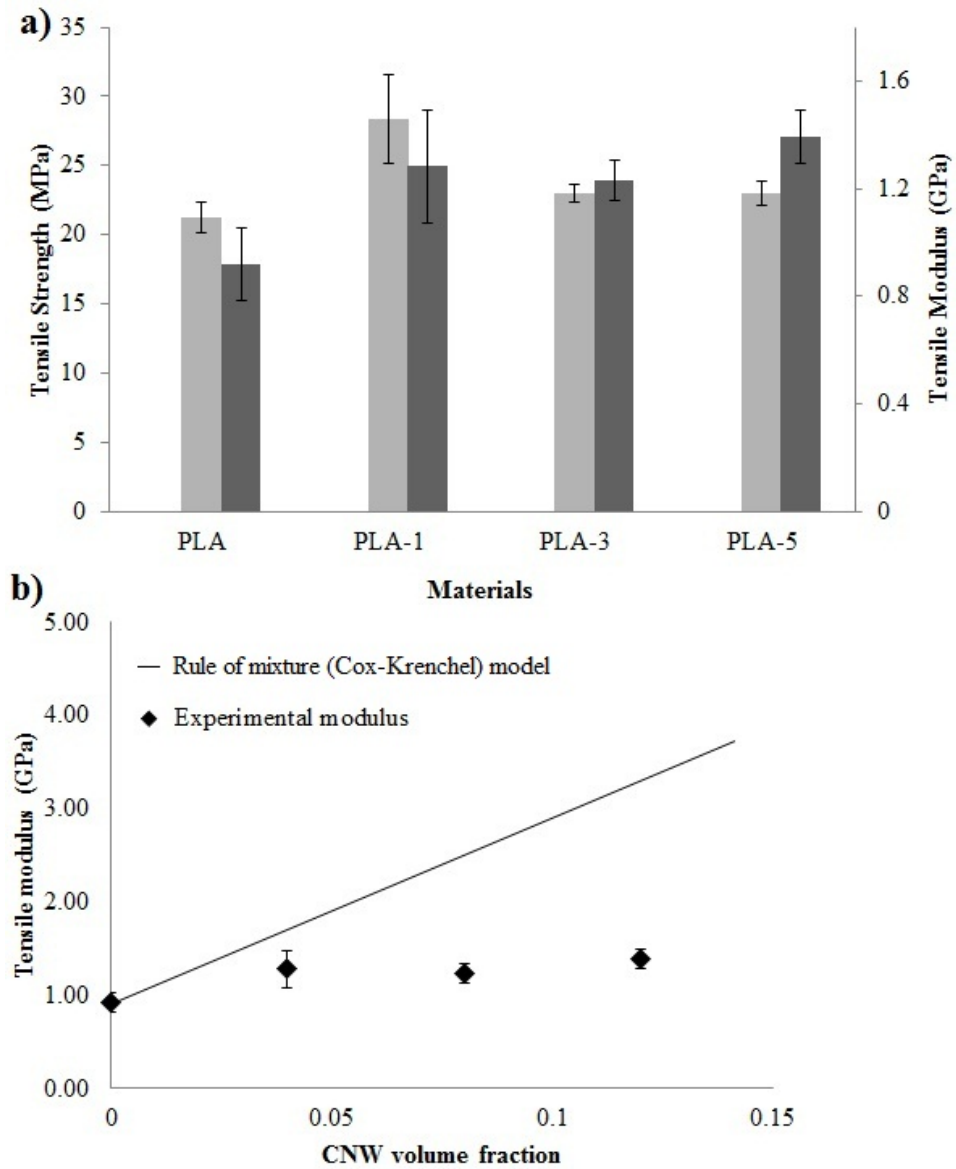 a)
35
30
25
20
15
10
5
0
Tensile Strength (MPa)
1.6
1.2
0.8
0.4
0
Tensile Modulus (GPa)
PLA PLA-1 PLA-3 PLA-5
Materials
b)
5.00
4.00
3.00
2.00
1.00
0.00
Tensile modulus (GPa)
Rule of mixture (Cox-Krenchel) model
Experimental modulus
0 0.05 0.1 0.15
CNW volume fraction